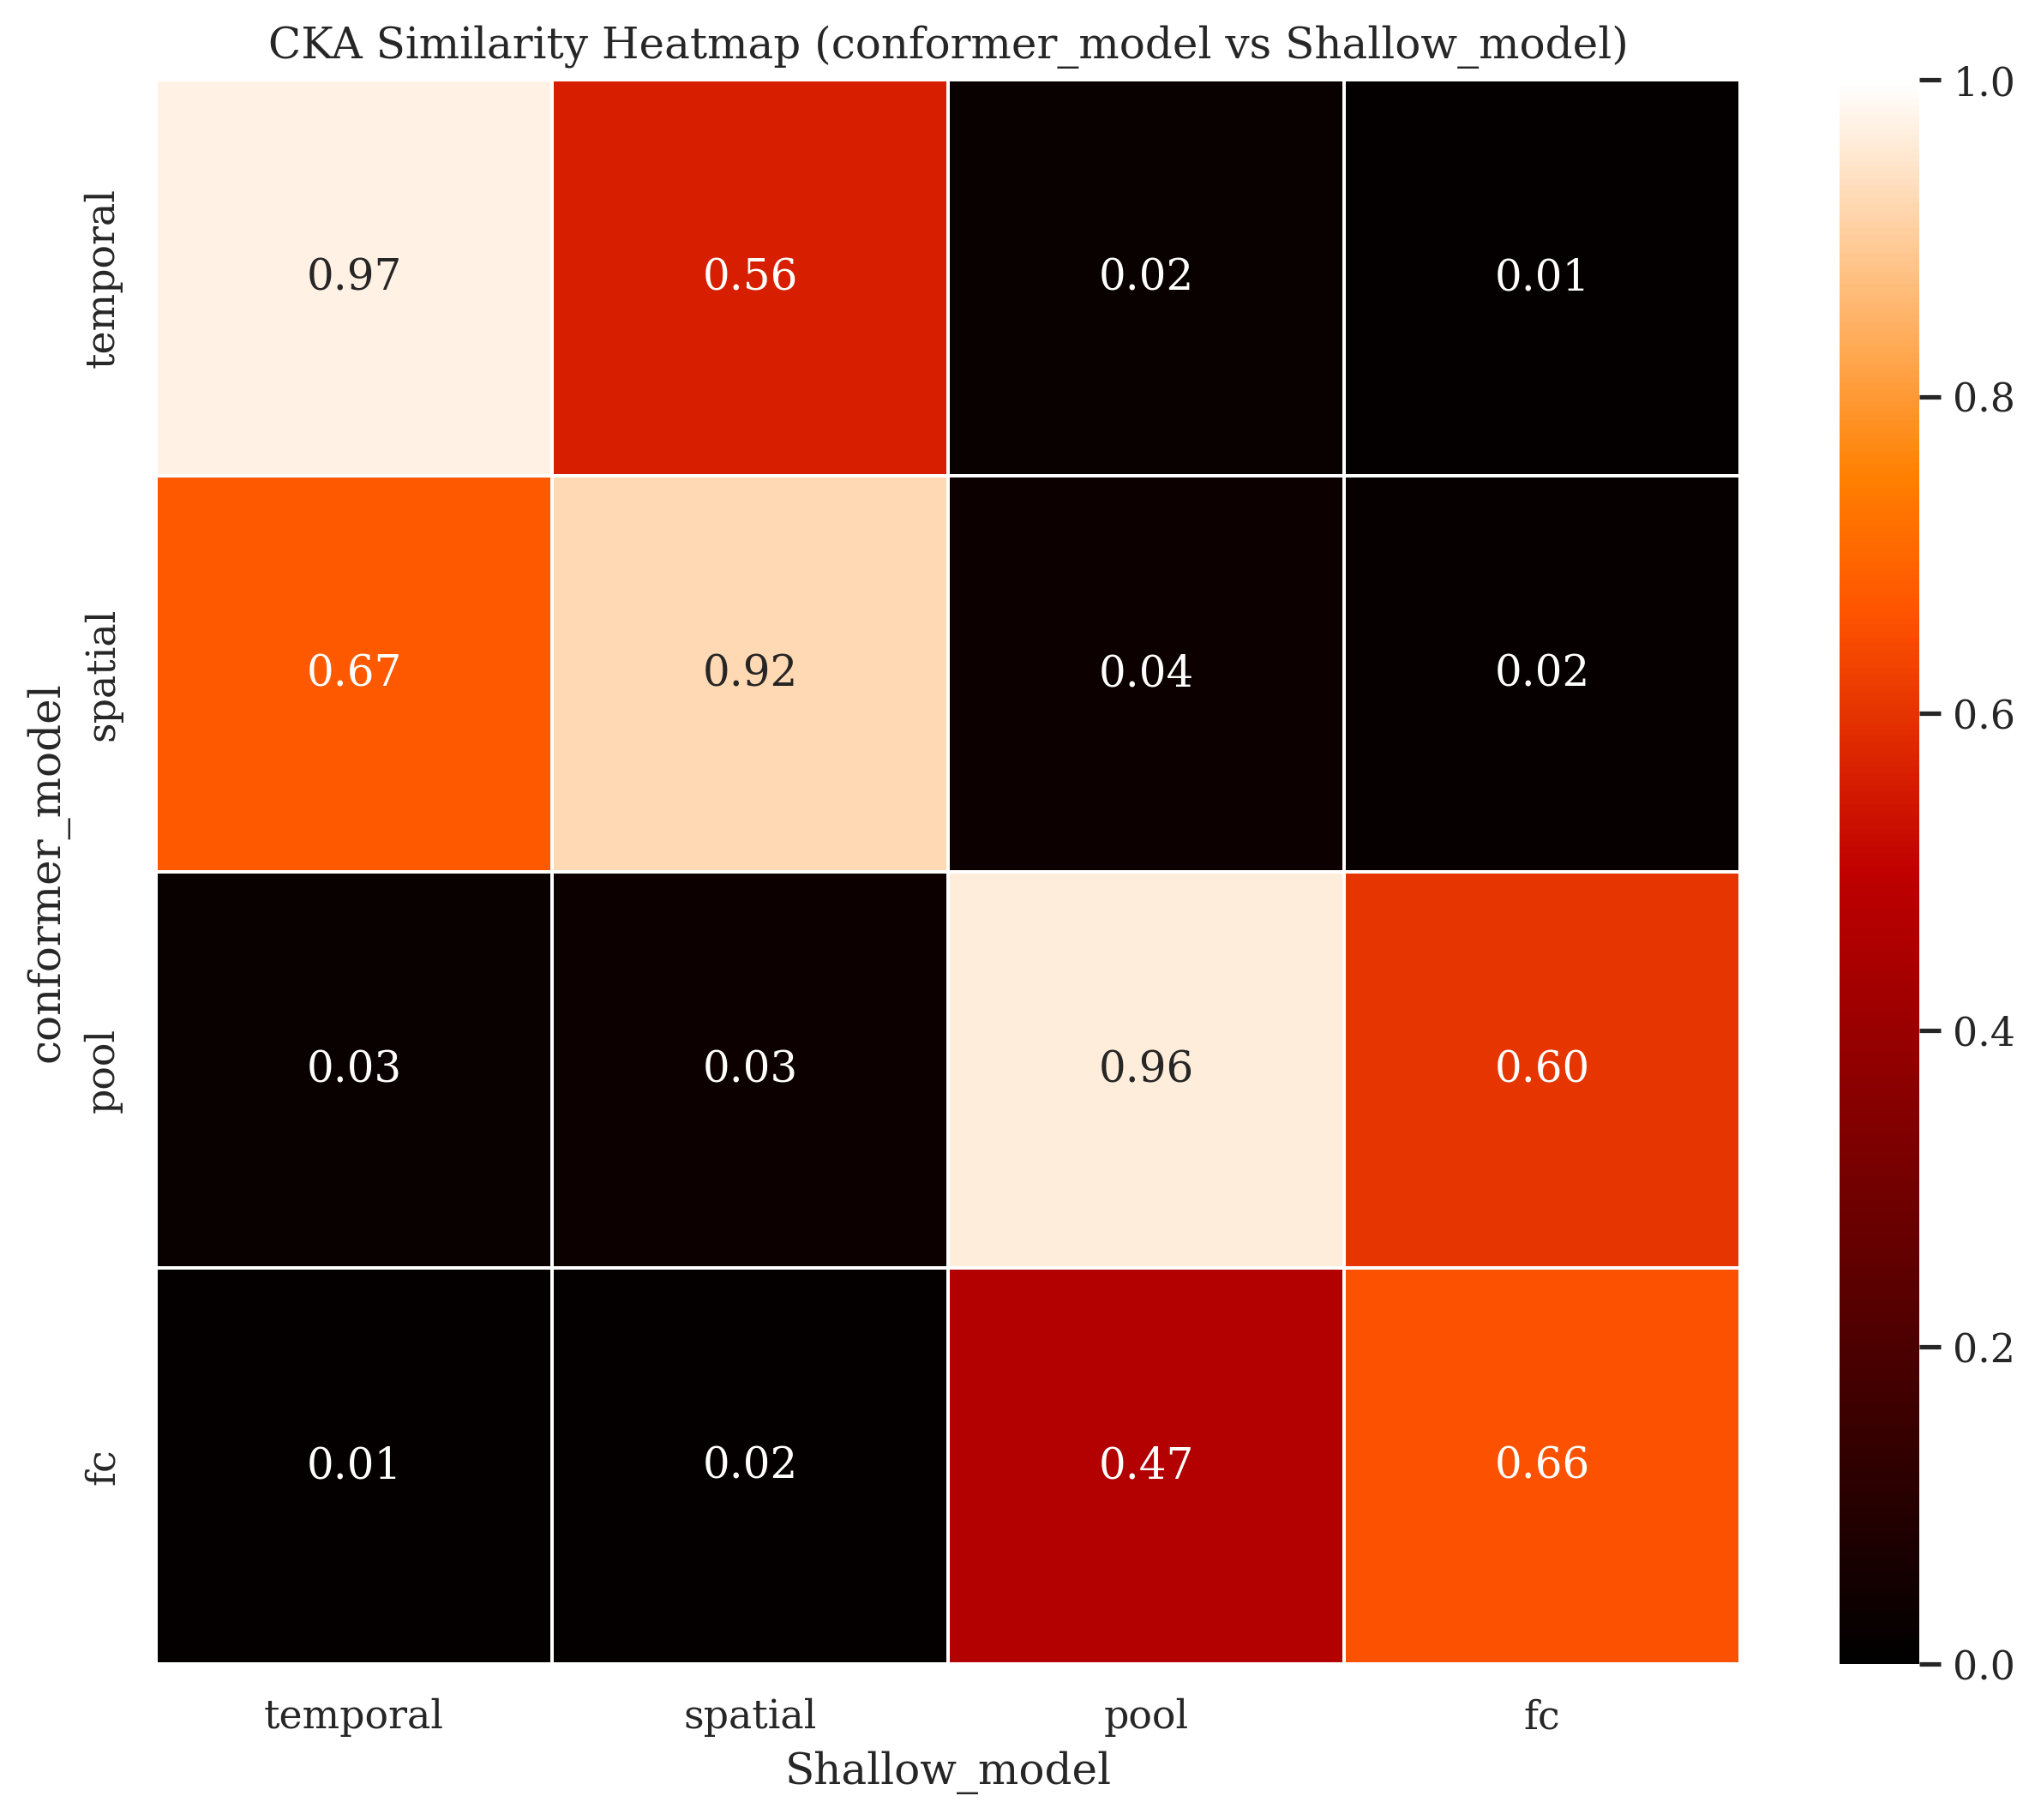 CKA Similarity Heatmap (conformer_model vs Shallow_model)
conformer_model
temporal
0.97 0.56 0.02 0.01
spatial
0.67 0.92 0.04 0.02
pool
0.03 0.03 0.96 0.60
fc
0.01 0.02 0.47 0.66
temporal spatial pool fc
Shallow_model
1.0
0.8
0.6
0.4
0.2
0.0